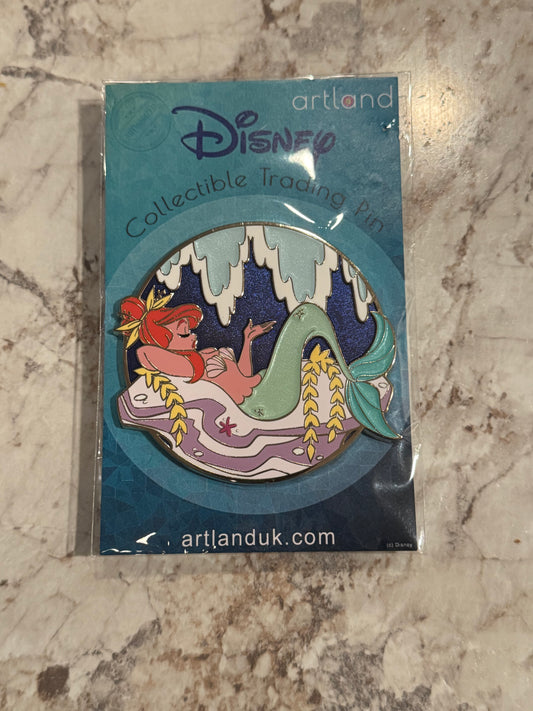 artland
Disney
Collectible Trading Pin
artlanduk.com
(c) Disney